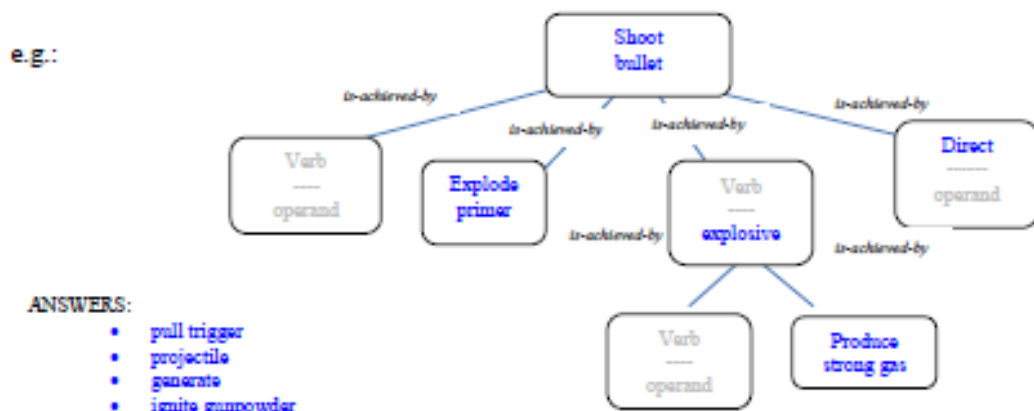 e.g.:
Shoot
bullet
is-achieved-by
is-achieved-by
is-achieved-by
is-achieved-by
Verb
----
operand
Explode
primer
Verb
----
explosive
Direct
------
operand
is-achieved-by
is-achieved-by
Verb
----
operand
Produce
strong gas
ANSWERS:
• pull trigger
• projectile
• generate
• ignite gunpowder